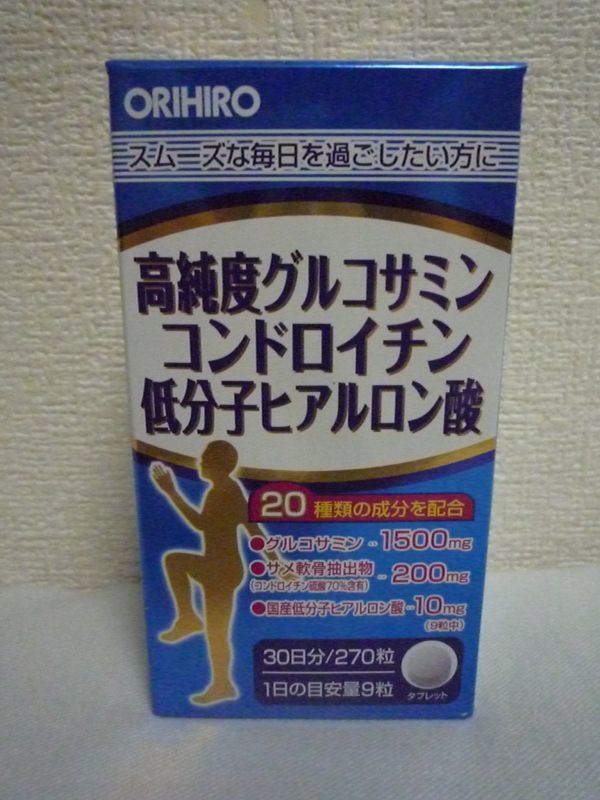 ORIHIRO
スムーズな毎日を過ごしたい方に
高純度グルコサミン
コンドロイチン
低分子ヒアルロン酸
20種類の成分を配合
●グルコサミン‥1500mg
●サメ軟骨抽出物‥200mg
(コンドロイチン硫酸70%含有)
●国産低分子ヒアルロン酸‥10mg
(9粒中)
30日分/270粒
1日の目安量9粒
タブレット